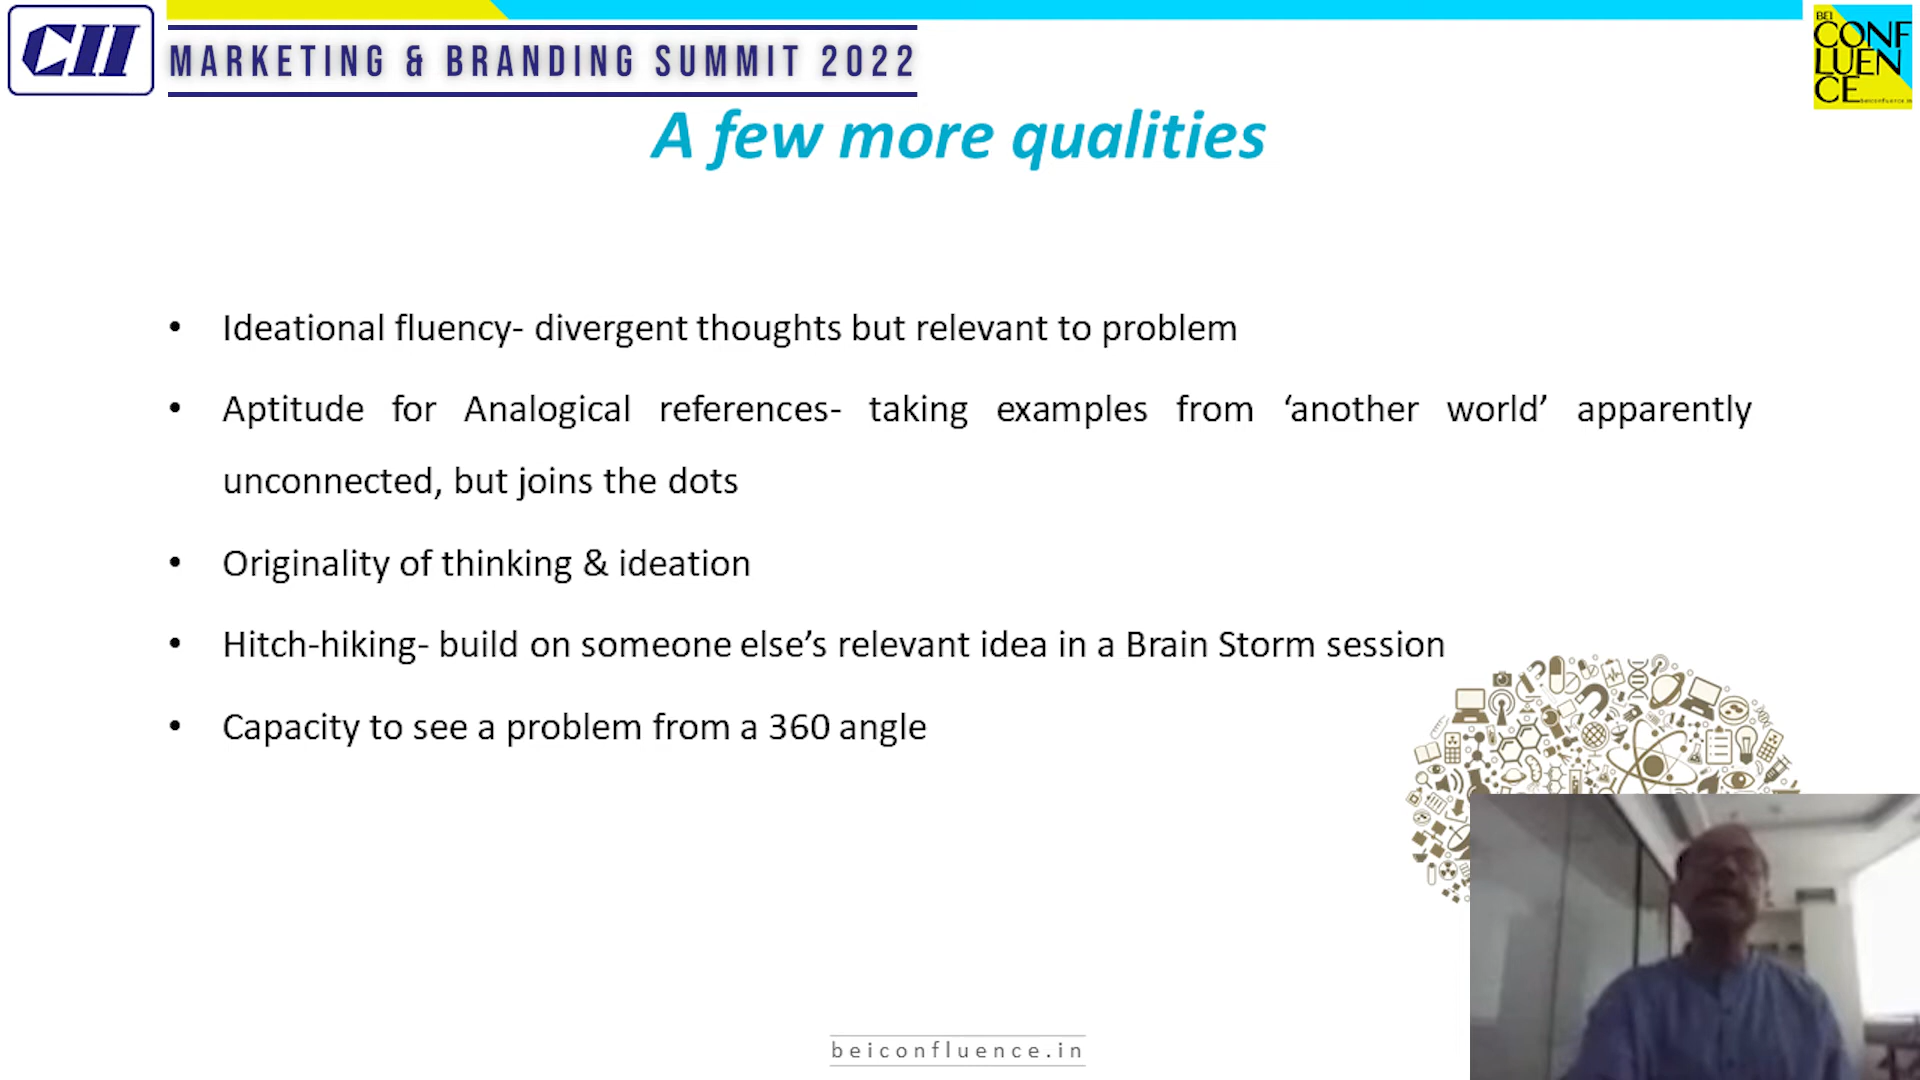 CII
MARKETING & BRANDING SUMMIT 2022
BEI
CONF
LUEN
CE
beiconfluence.in
A few more qualities
• Ideational fluency- divergent thoughts but relevant to problem
• Aptitude for Analogical references- taking examples from ‘another world’ apparently
unconnected, but joins the dots
• Originality of thinking & ideation
• Hitch-hiking- build on someone else’s relevant idea in a Brain Storm session
• Capacity to see a problem from a 360 angle
beiconfluence.in